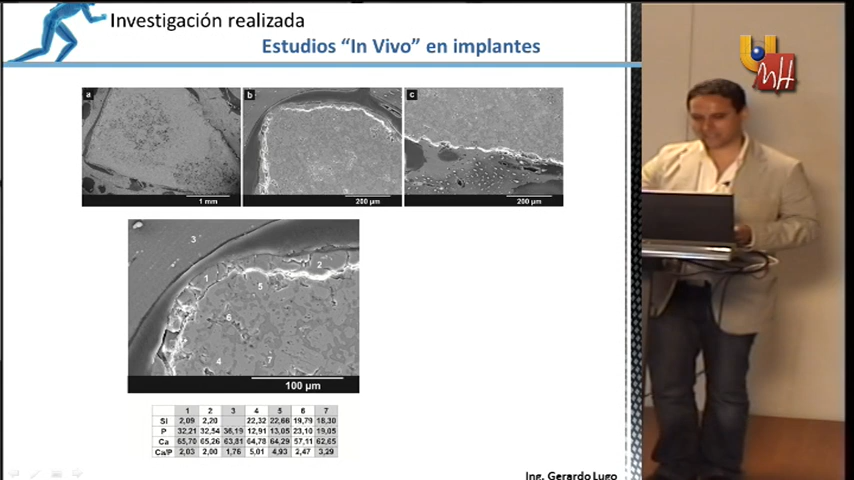 Investigación realizada
Estudios “In Vivo” en implantes
a
b
c
1 mm
200 µm
200 µm
3
2
1
5
6
4
7
100 µm
1 2 3 4 5 6 7
Si 2,09 2,20 22,32 22,66 19,79 18,30
P 32,21 32,54 36,19 12,91 13,05 23,10 19,05
Ca 65,70 65,26 63,81 64,78 64,29 57,11 62,65
Ca/P 2,03 2,00 1,76 5,01 4,93 2,47 3,29
Ing. Gerardo Lugo
UMH